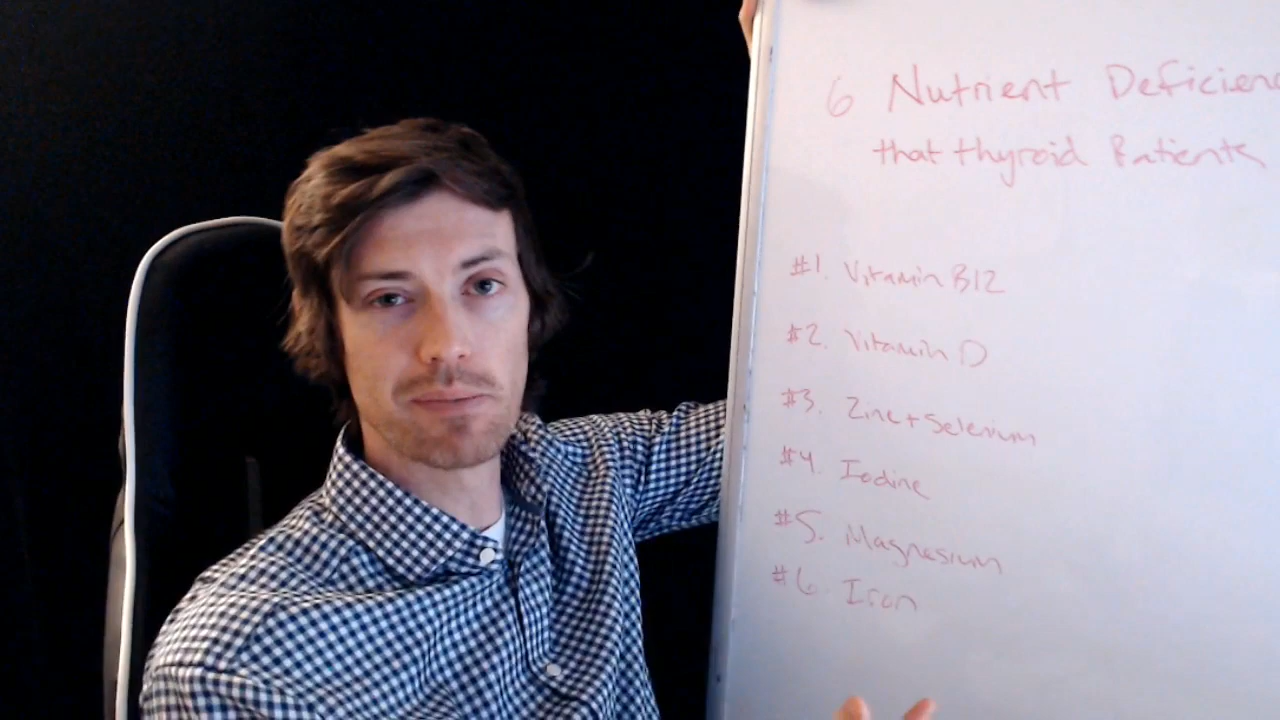 6 Nutrient Deficienc
that thyroid Patients
#1. Vitamin B12
#2. Vitamin D
#3. Zinc + Selenium
#4. Iodine
#5. Magnesium
#6. Iron